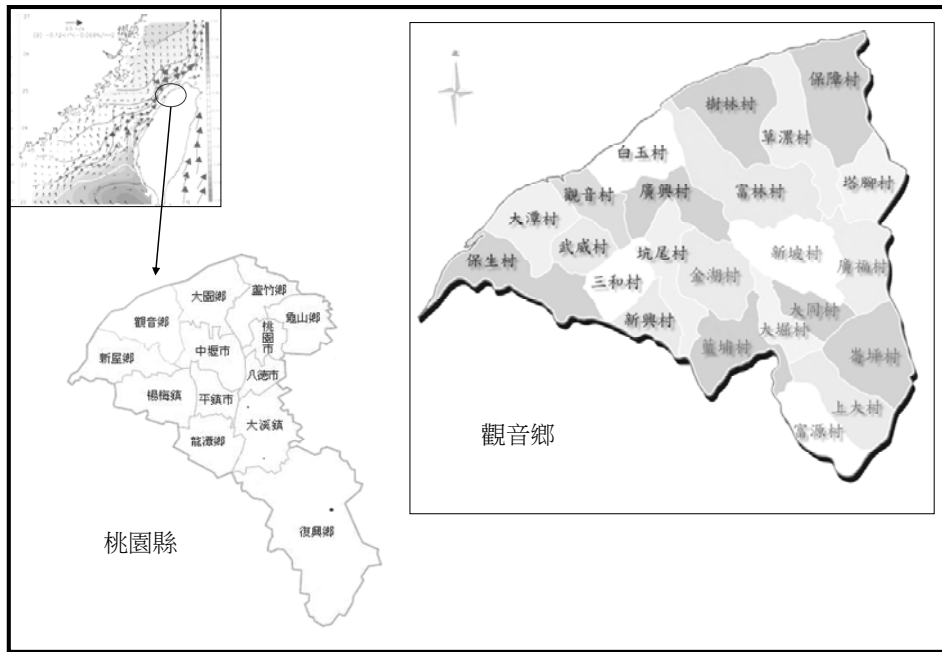 保障村
樹林村
草漯村
白玉村
塔腳村
觀音村
廣興村
富林村
大潭村
武威村
坑尾村
新坡村
保生村
三和村
金湖村
廣福村
新興村
大同村
大堀村
藍埔村
崙坪村
上大村
富源村
觀音鄉
蘆竹鄉
大園鄉
龜山鄉
觀音鄉
桃園市
中壢市
新屋鄉
八德市
楊梅鎮
平鎮市
大溪鎮
龍潭鄉
復興鄉
桃園縣